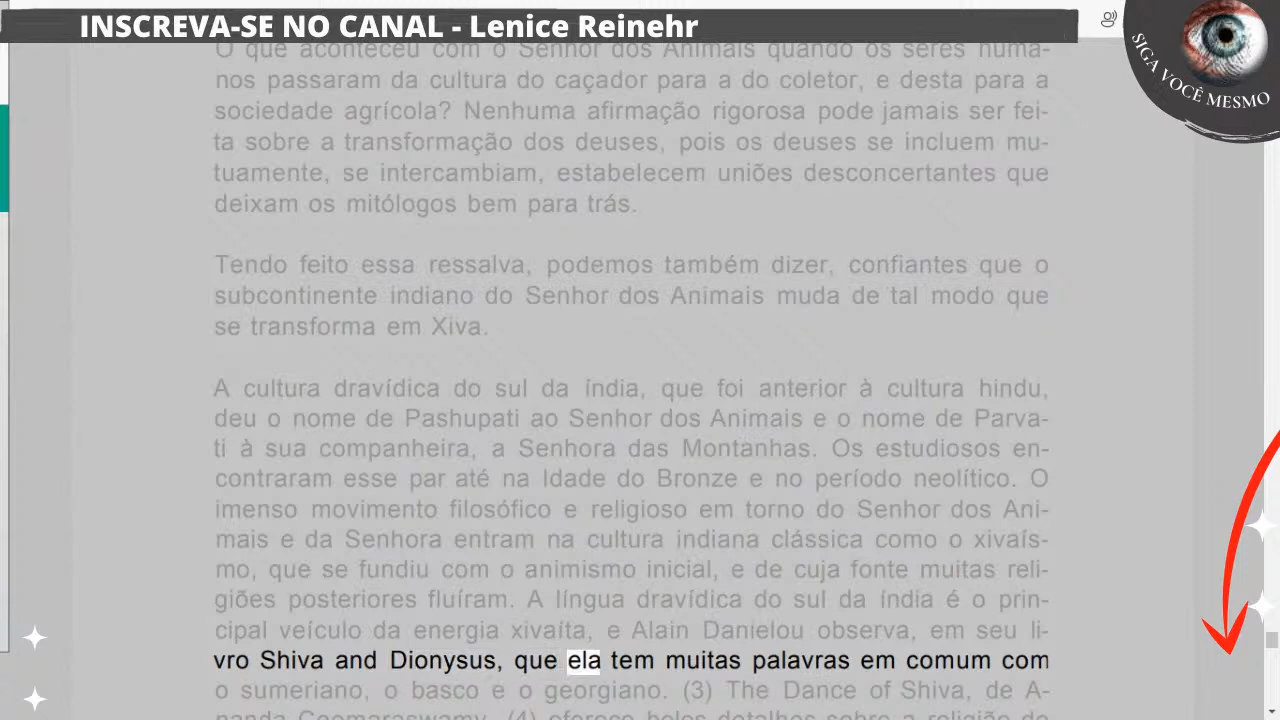 INSCREVA-SE NO CANAL - Lenice Reinehr
SIGA VOCÊ MESMO
O que aconteceu com o Senhor dos Animais quando os seres huma-
nos passaram da cultura do caçador para a do coletor, e desta para a
sociedade agrícola? Nenhuma afirmação rigorosa pode jamais ser fei-
ta sobre a transformação dos deuses, pois os deuses se incluem mu-
tuamente, se intercambiam, estabelecem uniões desconcertantes que
deixam os mitólogos bem para trás.
Tendo feito essa ressalva, podemos também dizer, confiantes que o
subcontinente indiano do Senhor dos Animais muda de tal modo que
se transforma em Xiva.
A cultura dravídica do sul da índia, que foi anterior à cultura hindu,
deu o nome de Pashupati ao Senhor dos Animais e o nome de Parva-
ti à sua companheira, a Senhora das Montanhas. Os estudiosos en-
contraram esse par até na Idade do Bronze e no período neolítico. O
imenso movimento filosófico e religioso em torno do Senhor dos Ani-
mais e da Senhora entram na cultura indiana clássica como o xivaís-
mo, que se fundiu com o animismo inicial, e de cuja fonte muitas reli-
giões posteriores fluíram. A língua dravídica do sul da índia é o prin-
cipal veículo da energia xivaíta, e Alain Danielou observa, em seu li-
vro Shiva and Dionysus, que ela tem muitas palavras em comum com
o sumeriano, o basco e o georgiano. (3) The Dance of Shiva, de A-
nanda Coomaraswamy, (4) oferece belos detalhes sobre a religião de